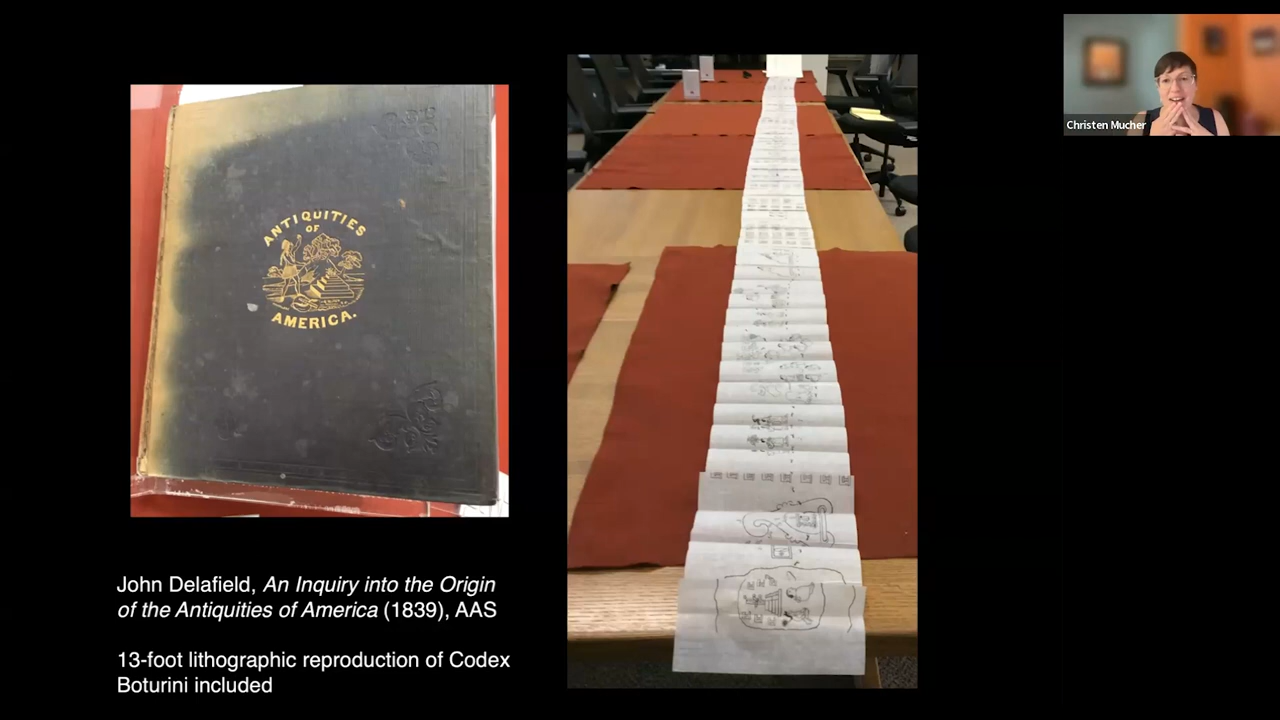 ANTIQUITIES
OF
AMERICA.
John Delafield, An Inquiry into the Origin
of the Antiquities of America (1839), AAS
13-foot lithographic reproduction of Codex
Boturini included
Christen Mucher